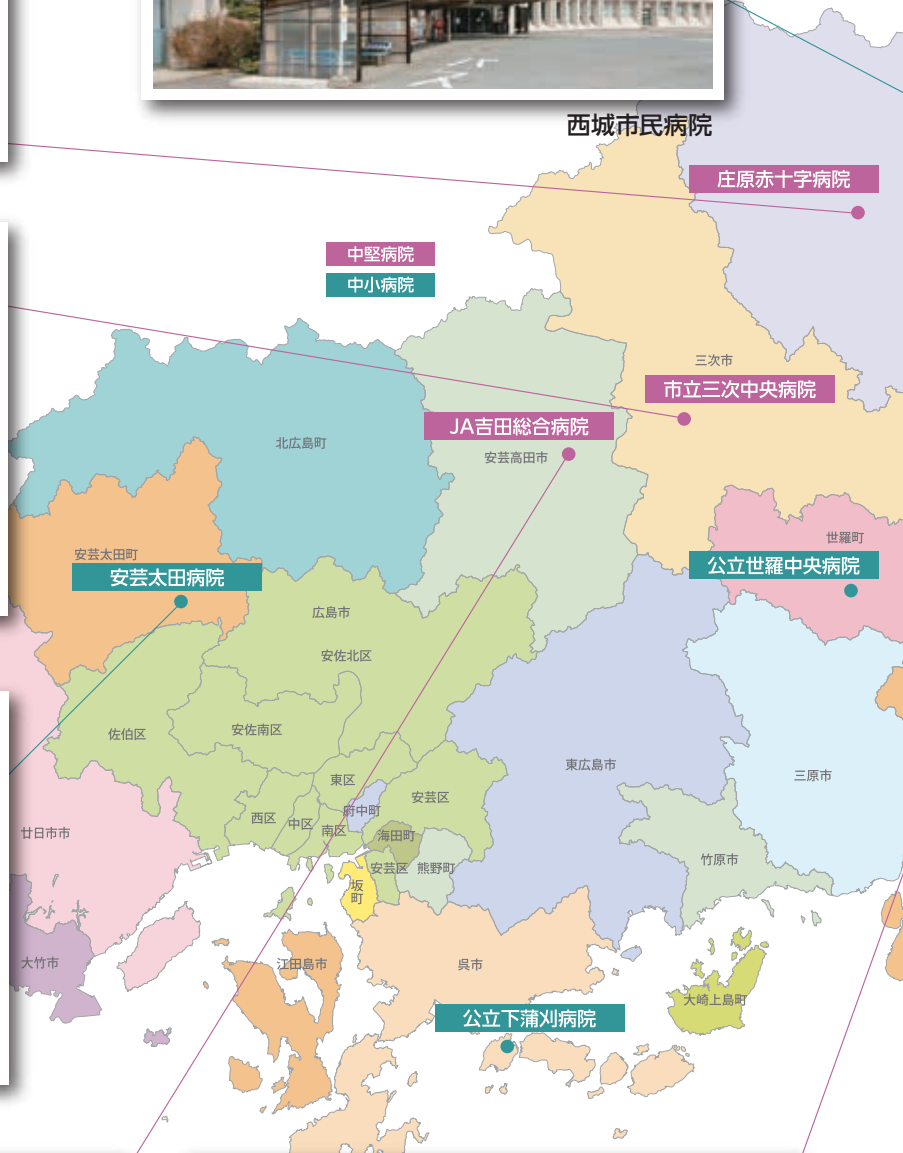 西城市民病院
庄原赤十字病院
中堅病院
中小病院
三次市
市立三次中央病院
JA吉田総合病院
北広島町
安芸高田市
世羅町
安芸太田町
公立世羅中央病院
安芸太田病院
広島市
安佐北区
佐伯区
安佐南区
東広島市
三原市
東区
安芸区
府中町
西区
中区
南区
海田町
廿日市市
竹原市
安芸区
熊野町
坂
町
大竹市
江田島市
呉市
大崎上島町
公立下蒲刈病院